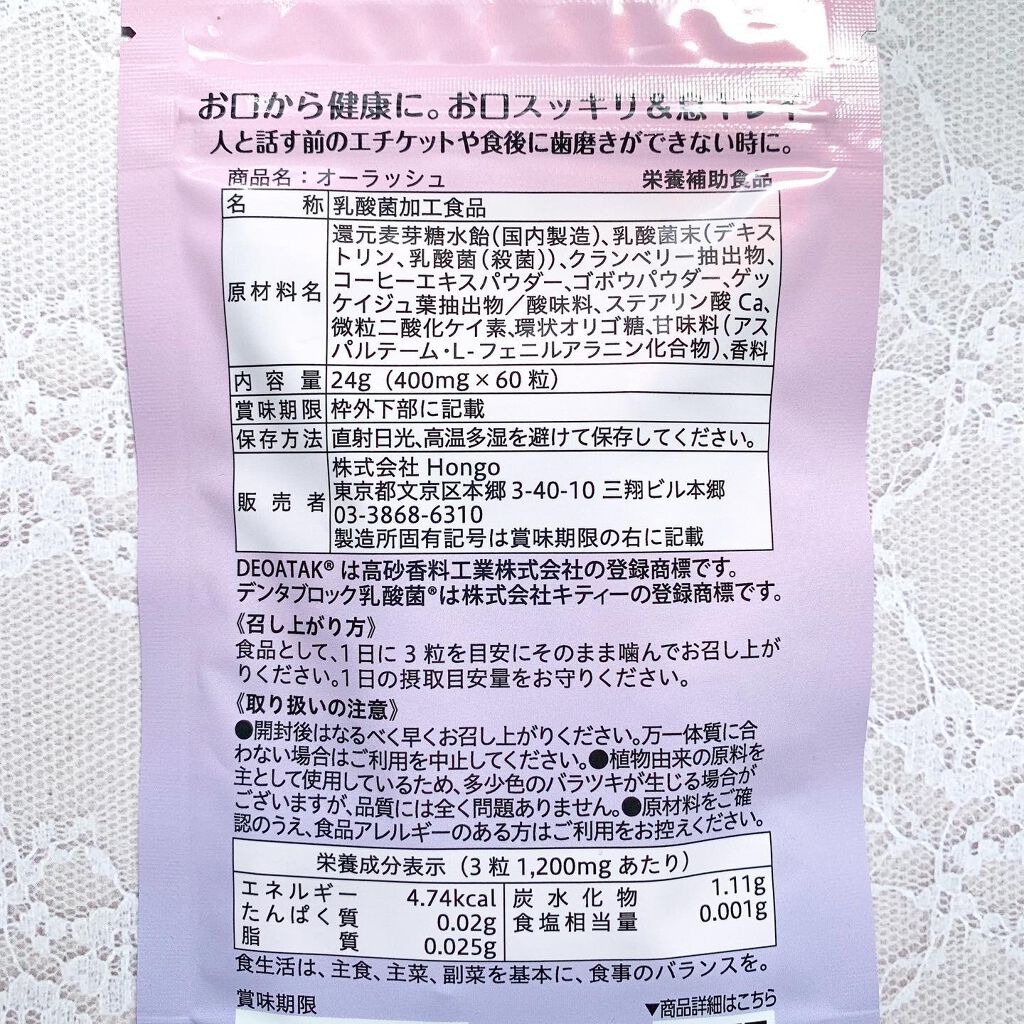 お口から健康に。お口スッキリ&息キレイ
人と話す前のエチケットや食後に歯磨きができない時に。
商品名：オーラッシュ 栄養補助食品
名称 乳酸菌加工食品
原材料名 還元麦芽糖水飴（国内製造）、乳酸菌末（デキス
トリン、乳酸菌（殺菌））、クランベリー抽出物、
コーヒーエキスパウダー、ゴボウパウダー、ゲッ
ケイジュ葉抽出物／酸味料、ステアリン酸Ca、
微粒二酸化ケイ素、環状オリゴ糖、甘味料（アス
パルテーム・L-フェニルアラニン化合物）、香料
内容量 24g（400mg×60粒）
賞味期限 枠外下部に記載
保存方法 直射日光、高温多湿を避けて保存してください。
販売者 株式会社 Hongo
東京都文京区本郷3-40-10 三翔ビル本郷
03-3868-6310
製造所固有記号は賞味期限の右に記載
DEOATAK®は高砂香料工業株式会社の登録商標です。
デンタブロック乳酸菌®は株式会社キティーの登録商標です。
《召し上がり方》
食品として、1日に3粒を目安にそのまま噛んでお召し上が
りください。1日の摂取目安量をお守りください。
《取り扱いの注意》
●開封後はなるべく早くお召し上がりください。万一体質に合
わない場合はご利用を中止してください。●植物由来の原料を
主として使用しているため、多少色のバラツキが生じる場合が
ございますが、品質には全く問題ありません。●原材料をご確
認のうえ、食品アレルギーのある方はご利用をお控えください。
栄養成分表示（3粒1,200mgあたり）
エネルギー 4.74kcal 炭水化物 1.11g
たんぱく質 0.02g 食塩相当量 0.001g
脂質 0.025g
食生活は、主食、主菜、副菜を基本に、食事のバランスを。
賞味期限 ▼商品詳細はこちら